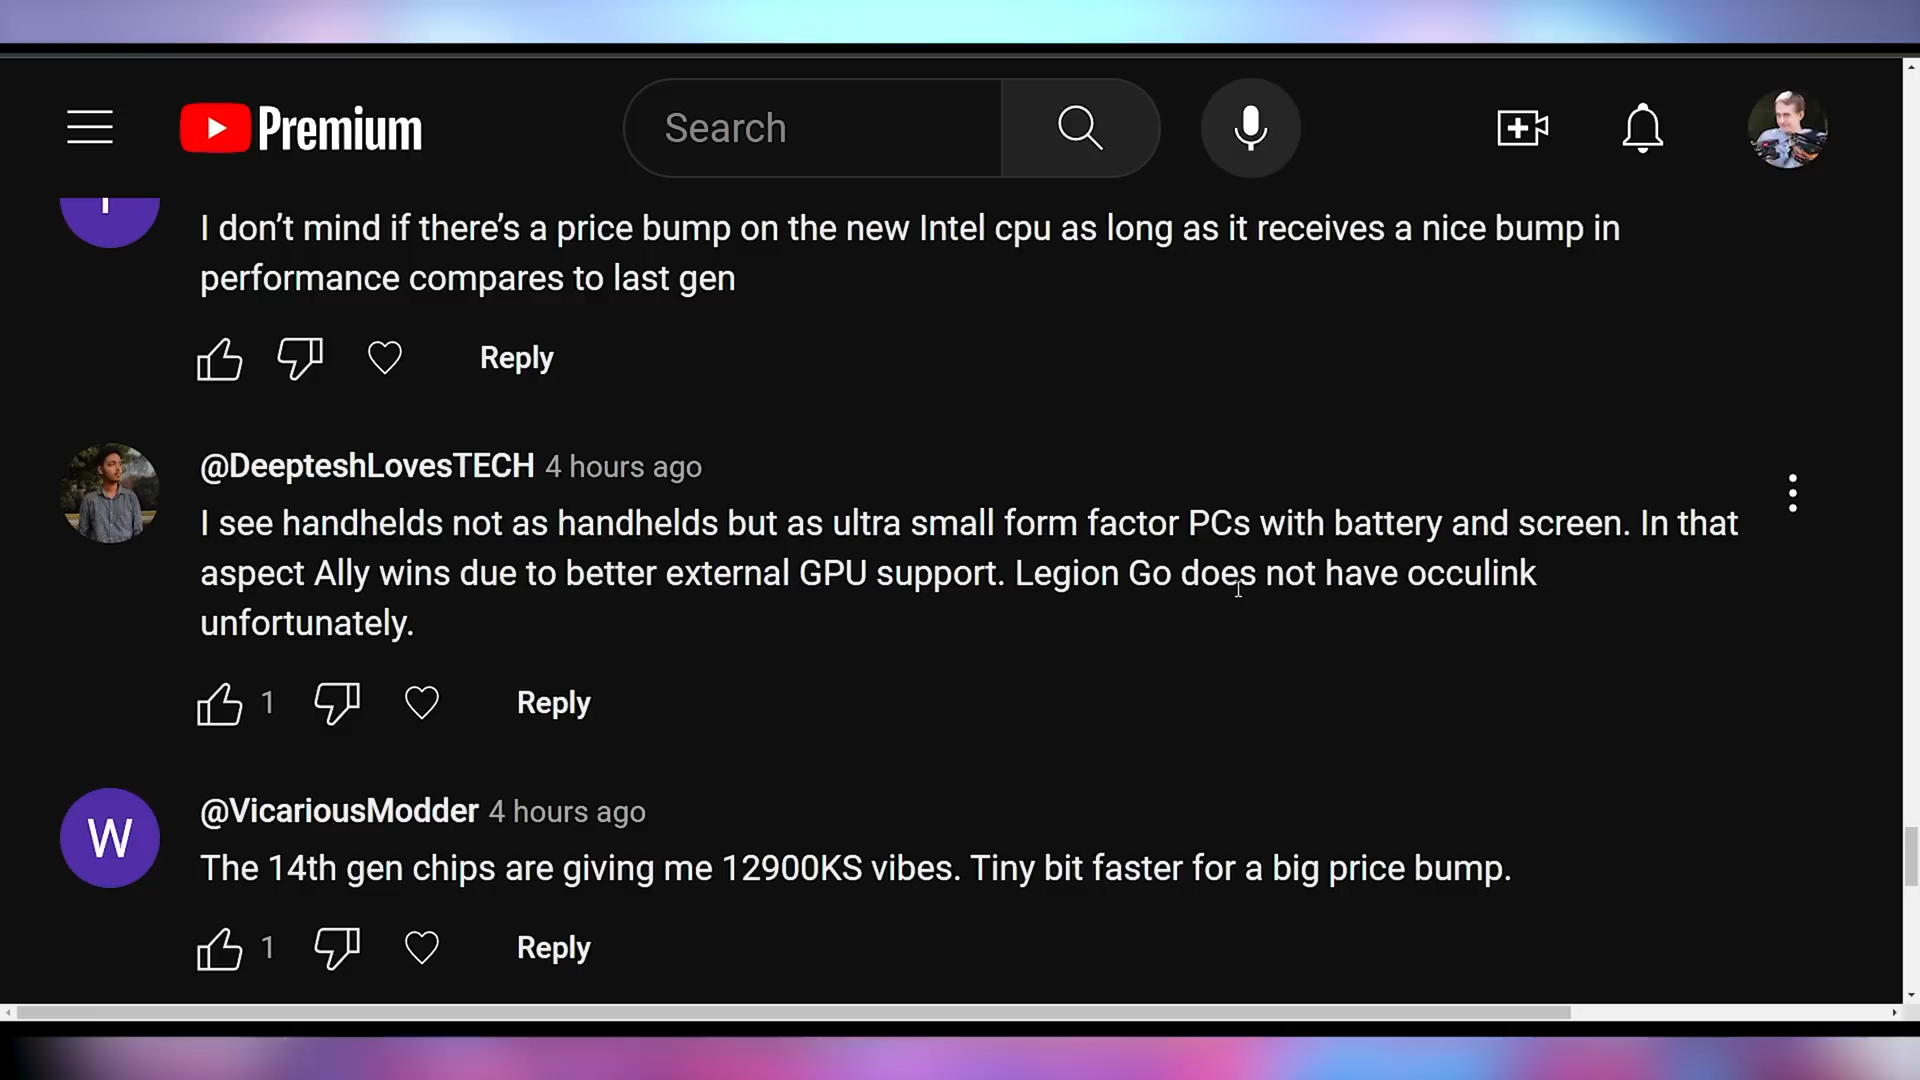 Premium
Search
I don’t mind if there’s a price bump on the new Intel cpu as long as it receives a nice bump in
performance compares to last gen
Reply
@DeepteshLovesTECH 4 hours ago
I see handhelds not as handhelds but as ultra small form factor PCs with battery and screen. In that
aspect Ally wins due to better external GPU support. Legion Go does not have occulink
unfortunately.
1 Reply
W
@VicariousModder 4 hours ago
The 14th gen chips are giving me 12900KS vibes. Tiny bit faster for a big price bump.
1 Reply